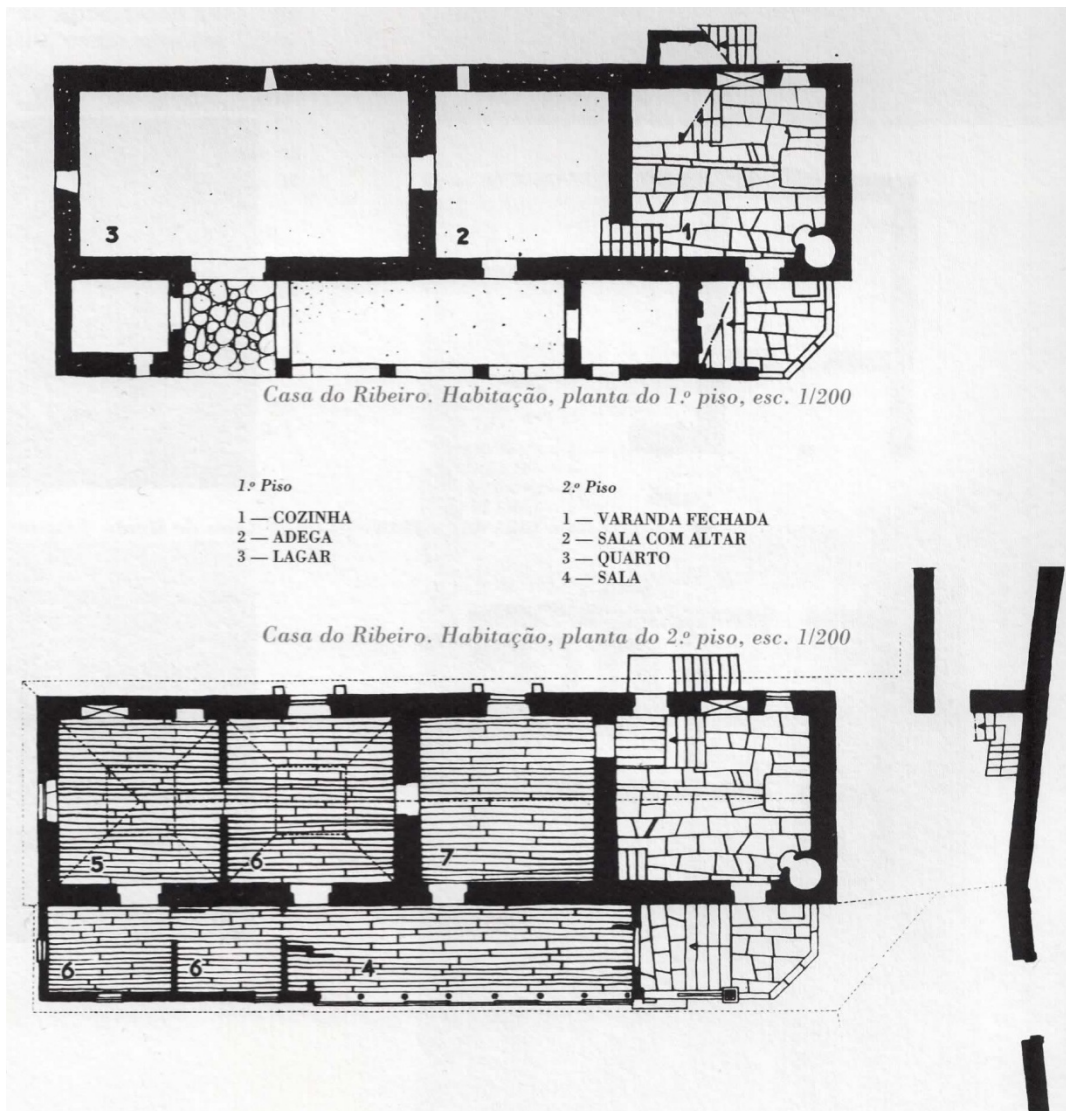 3
2
1
Casa do Ribeiro. Habitação, planta do 1.º piso, esc. 1/200
1.º Piso
1 — COZINHA
2 — ADEGA
3 — LAGAR
2.º Piso
1 — VARANDA FECHADA
2 — SALA COM ALTAR
3 — QUARTO
4 — SALA
Casa do Ribeiro. Habitação, planta do 2.º piso, esc. 1/200
5
6
7
6
6
4